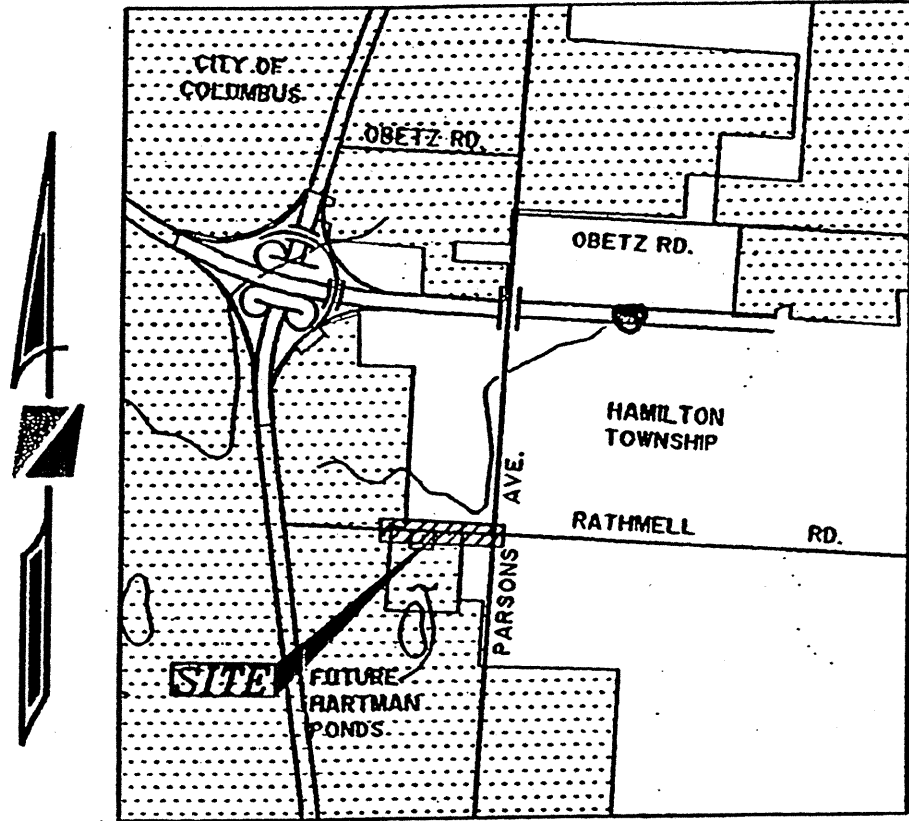 CITY OF
COLUMBUS
OBETZ RD.
OBETZ RD.
HAMILTON
TOWNSHIP
PARSONS AVE.
RATHMELL RD.
SITE
FUTURE
HARTMAN
PONDS